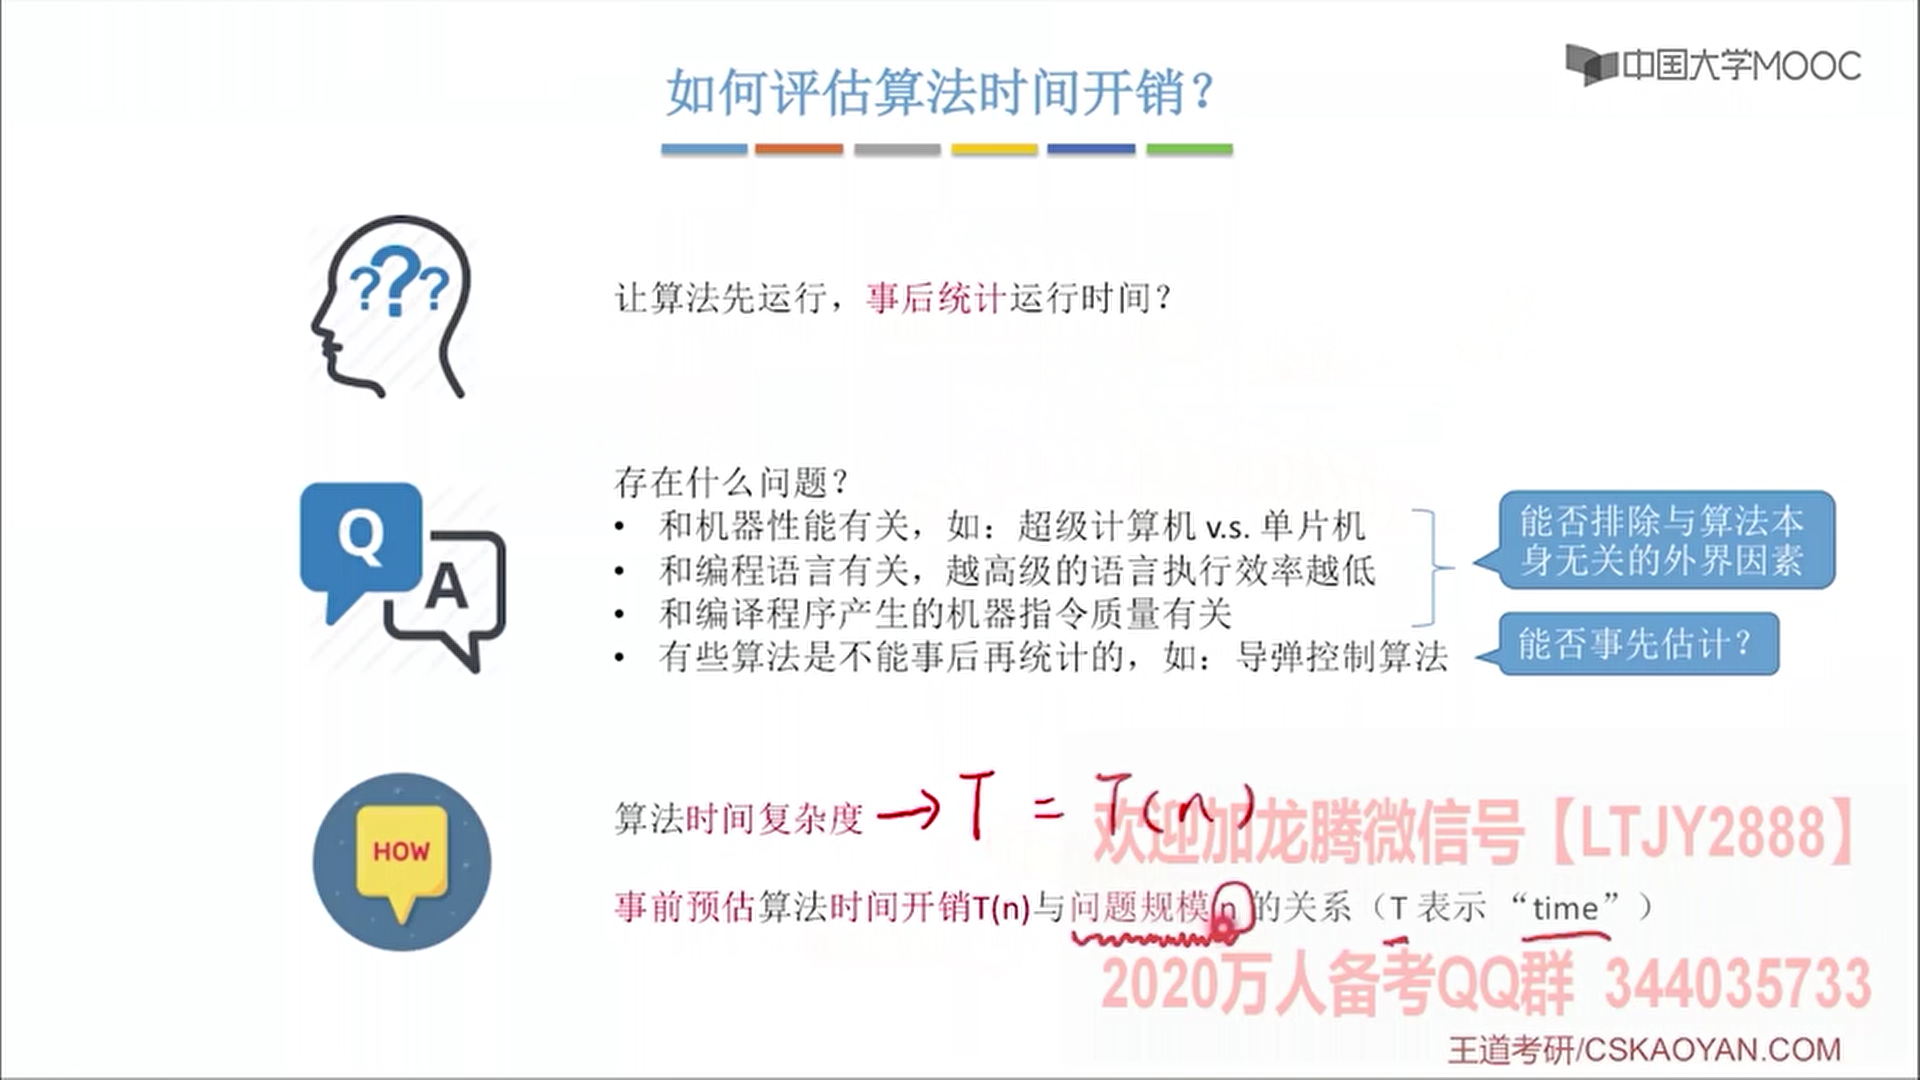 中国大学MOOC
如何评估算法时间开销？
???
让算法先运行，事后统计运行时间？
存在什么问题？
Q
A
• 和机器性能有关，如：超级计算机 v.s. 单片机
• 和编程语言有关，越高级的语言执行效率越低
• 和编译程序产生的机器指令质量有关
• 有些算法是不能事后再统计的，如：导弹控制算法
能否排除与算法本
身无关的外界因素
能否事先估计？
HOW
算法时间复杂度 → T = T(n)
欢迎加龙腾微信号【LTJY2888】
事前预估算法时间开销T(n)与问题规模 n 的关系（T 表示 “time”）
2020万人备考QQ群 344035733
王道考研/CSKAOYAN.COM